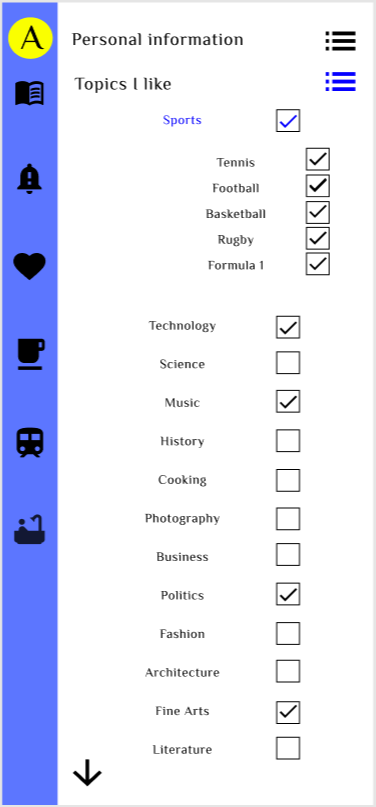 A
Personal information
Topics I like
Sports
Tennis
Football
Basketball
Rugby
Formula 1
Technology
Science
Music
History
Cooking
Photography
Business
Politics
Fashion
Architecture
Fine Arts
Literature